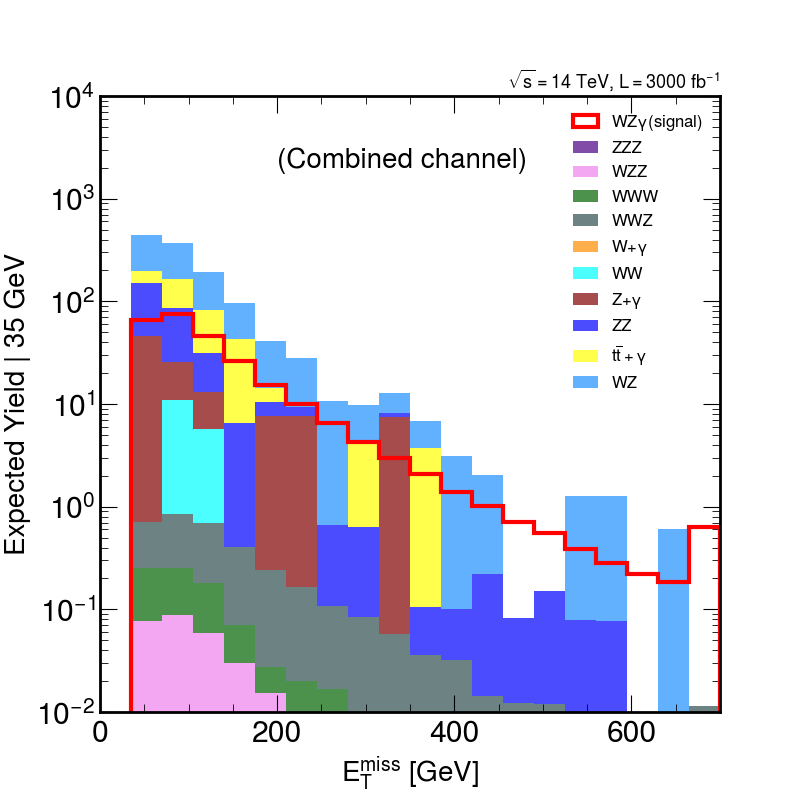 √s = 14 TeV, L = 3000 fb⁻¹
10⁴
10³
10²
10¹
10⁰
10⁻¹
10⁻²
Expected Yield | 35 GeV
(Combined channel)
WZγ(signal)
ZZZ
WZZ
WWW
WWZ
W+γ
WW
Z+γ
ZZ
tt̄ + γ
WZ
0 200 400 600
E_T^miss [GeV]